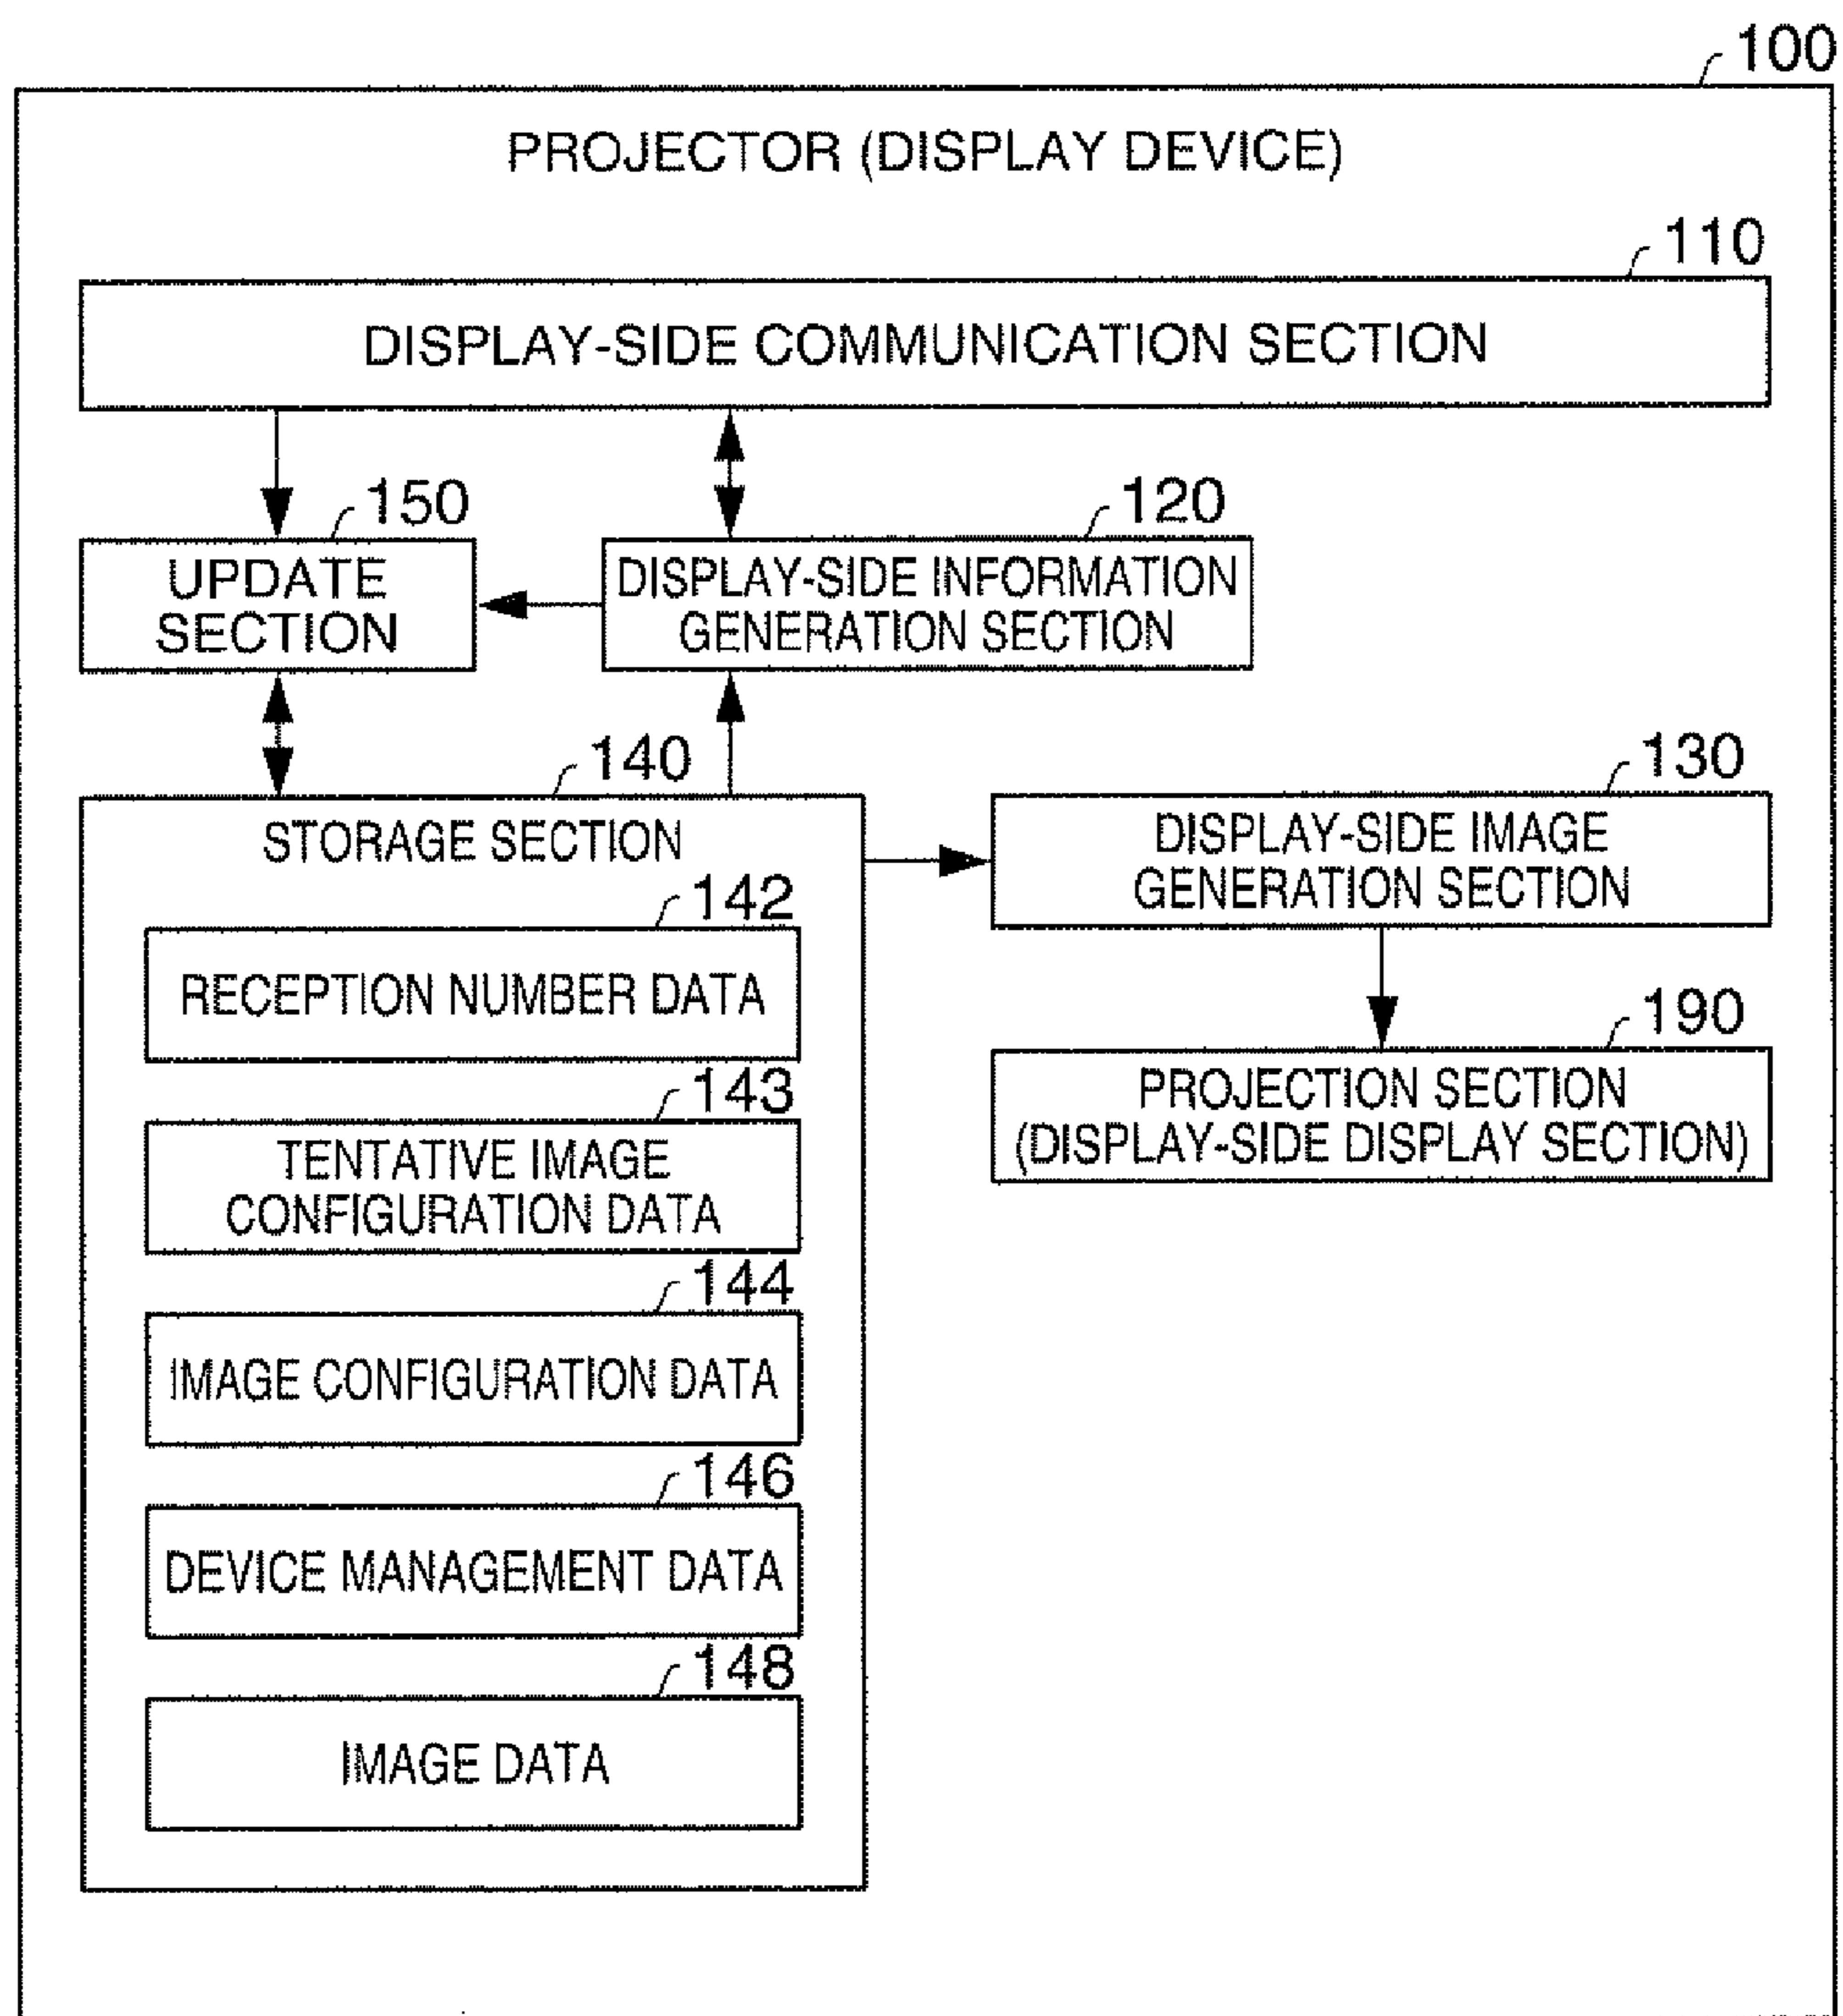 100
PROJECTOR (DISPLAY DEVICE)
110
DISPLAY-SIDE COMMUNICATION SECTION
150
UPDATE
SECTION
120
DISPLAY-SIDE INFORMATION
GENERATION SECTION
140
STORAGE SECTION
142
RECEPTION NUMBER DATA
143
TENTATIVE IMAGE
CONFIGURATION DATA
144
IMAGE CONFIGURATION DATA
146
DEVICE MANAGEMENT DATA
148
IMAGE DATA
130
DISPLAY-SIDE IMAGE
GENERATION SECTION
190
PROJECTION SECTION
(DISPLAY-SIDE DISPLAY SECTION)